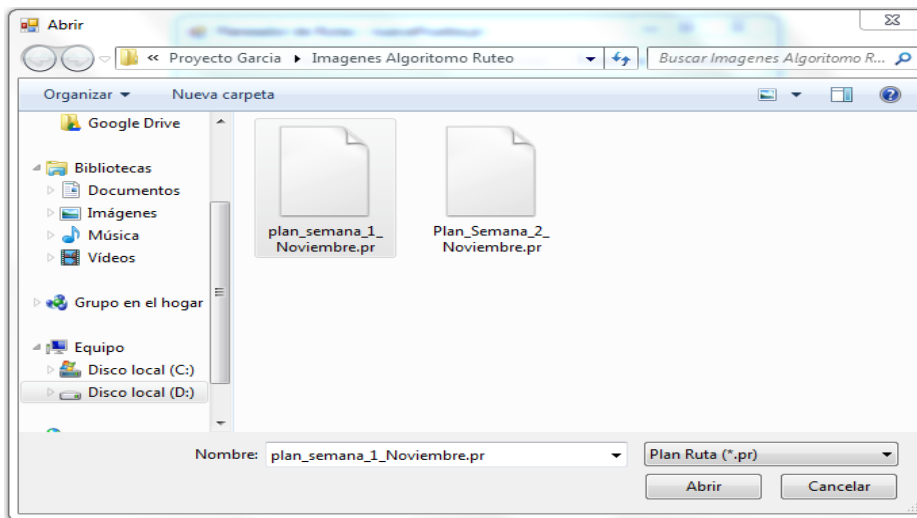 Abrir
« Proyecto Garcia ▸ Imagenes Algoritomo Ruteo
Buscar Imagenes Algoritomo R...
Organizar
Nueva carpeta
Google Drive
Bibliotecas
Documentos
Imágenes
Música
Vídeos
Grupo en el hogar
Equipo
Disco local (C:)
Disco local (D:)
plan_semana_1_
Noviembre.pr
Plan_Semana_2_
Noviembre.pr
Nombre: plan_semana_1_Noviembre.pr
Plan Ruta (*.pr)
Abrir
Cancelar